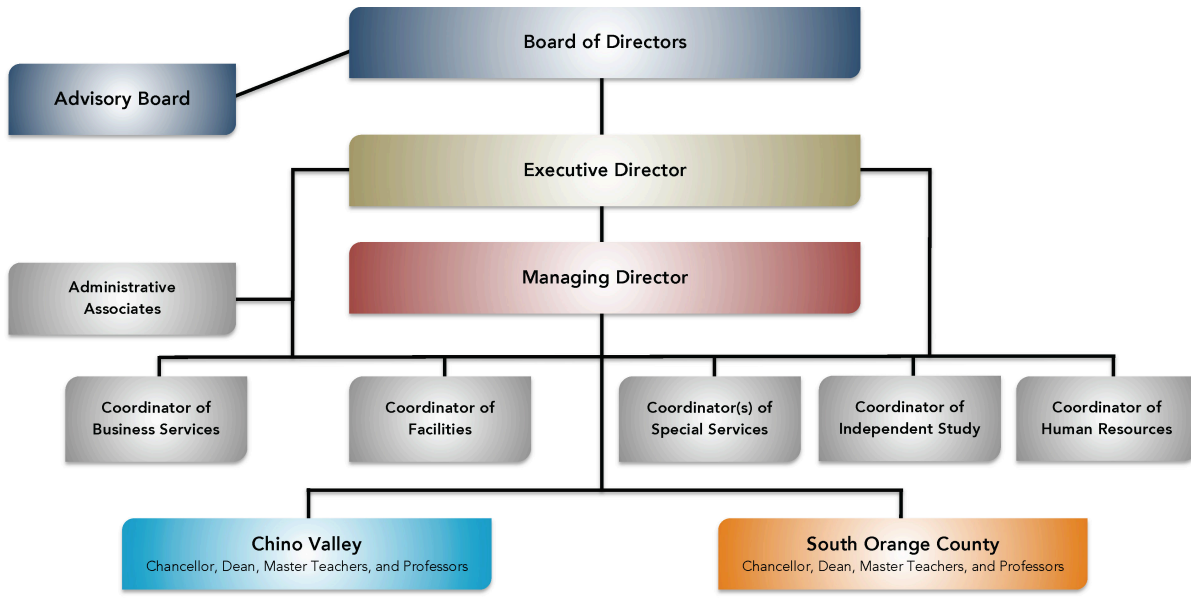 Board of Directors
Advisory Board
Executive Director
Managing Director
Administrative
Associates
Coordinator of
Business Services
Coordinator of
Facilities
Coordinator(s) of
Special Services
Coordinator of
Independent Study
Coordinator of
Human Resources
Chino Valley
Chancellor, Dean, Master Teachers, and Professors
South Orange County
Chancellor, Dean, Master Teachers, and Professors